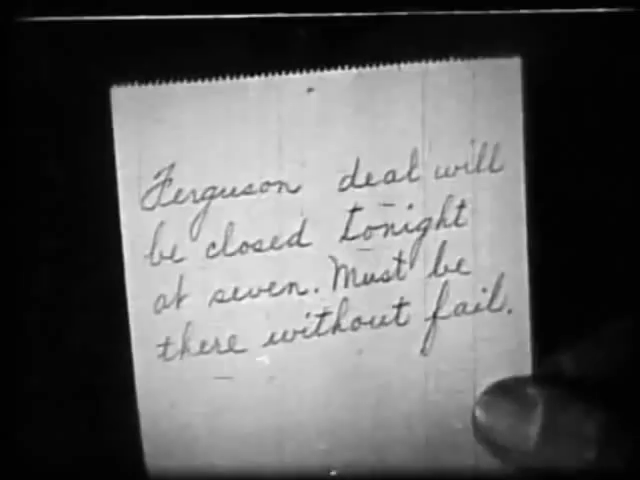 Ferguson deal will
be closed tonight
at seven. Must be
there without fail.